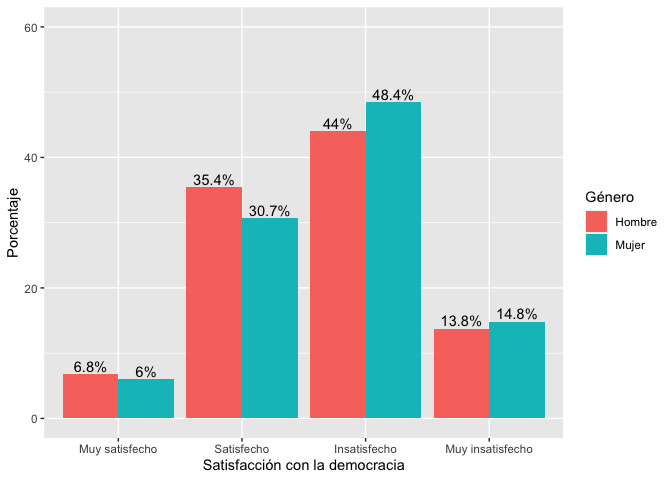 60
40
20
0
Porcentaje
6.8%
6%
35.4%
30.7%
44%
48.4%
13.8%
14.8%
Muy satisfecho
Satisfecho
Insatisfecho
Muy insatisfecho
Satisfacción con la democracia
Género
Hombre
Mujer